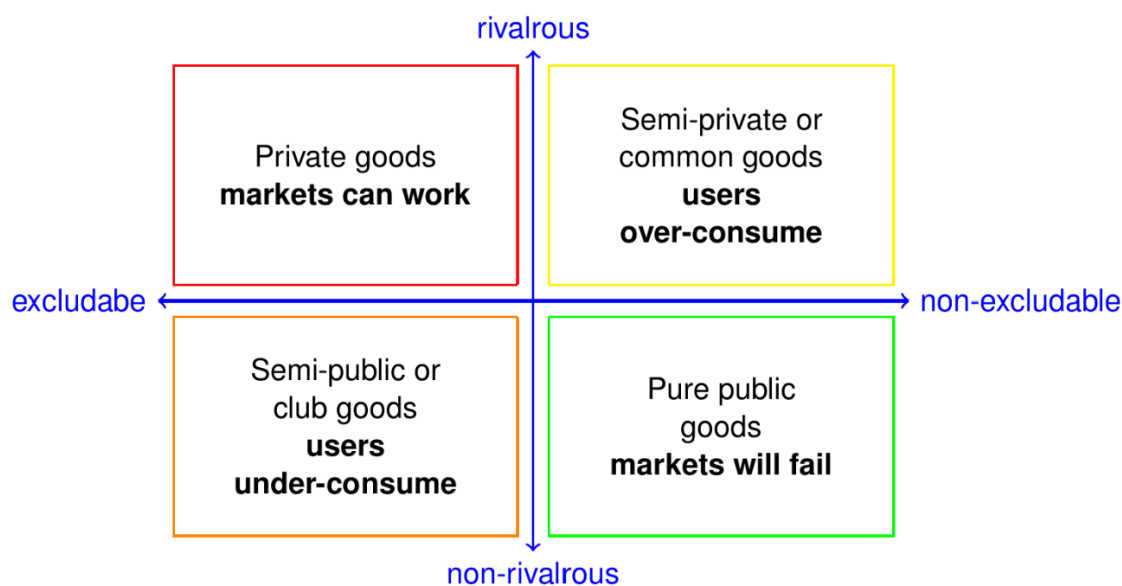 rivalrous
Private goods
markets can work
Semi-private or
common goods
users
over-consume
excludabe
non-excludable
Semi-public or
club goods
users
under-consume
Pure public
goods
markets will fail
non-rivalrous